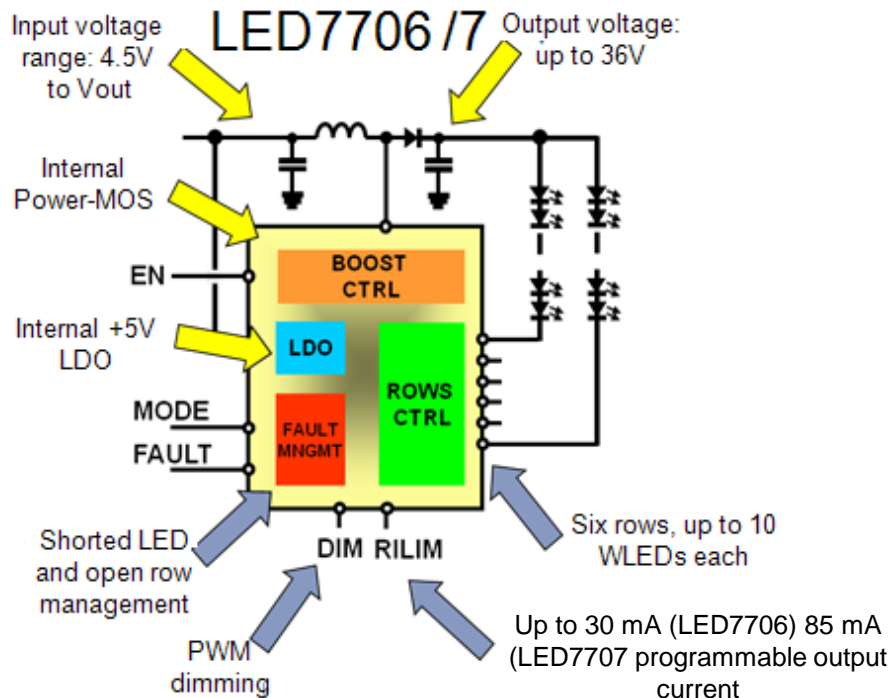 LED7706 /7
Input voltage
range: 4.5V
to Vout
Output voltage:
up to 36V
Internal
Power-MOS
BOOST
CTRL
EN
Internal +5V
LDO
LDO
ROWS
CTRL
MODE
FAULT
FAULT
MNGMT
Shorted LED
and open row
management
DIM
RILIM
Six rows, up to 10
WLEDs each
PWM
dimming
Up to 30 mA (LED7706) 85 mA
(LED7707 programmable output
current